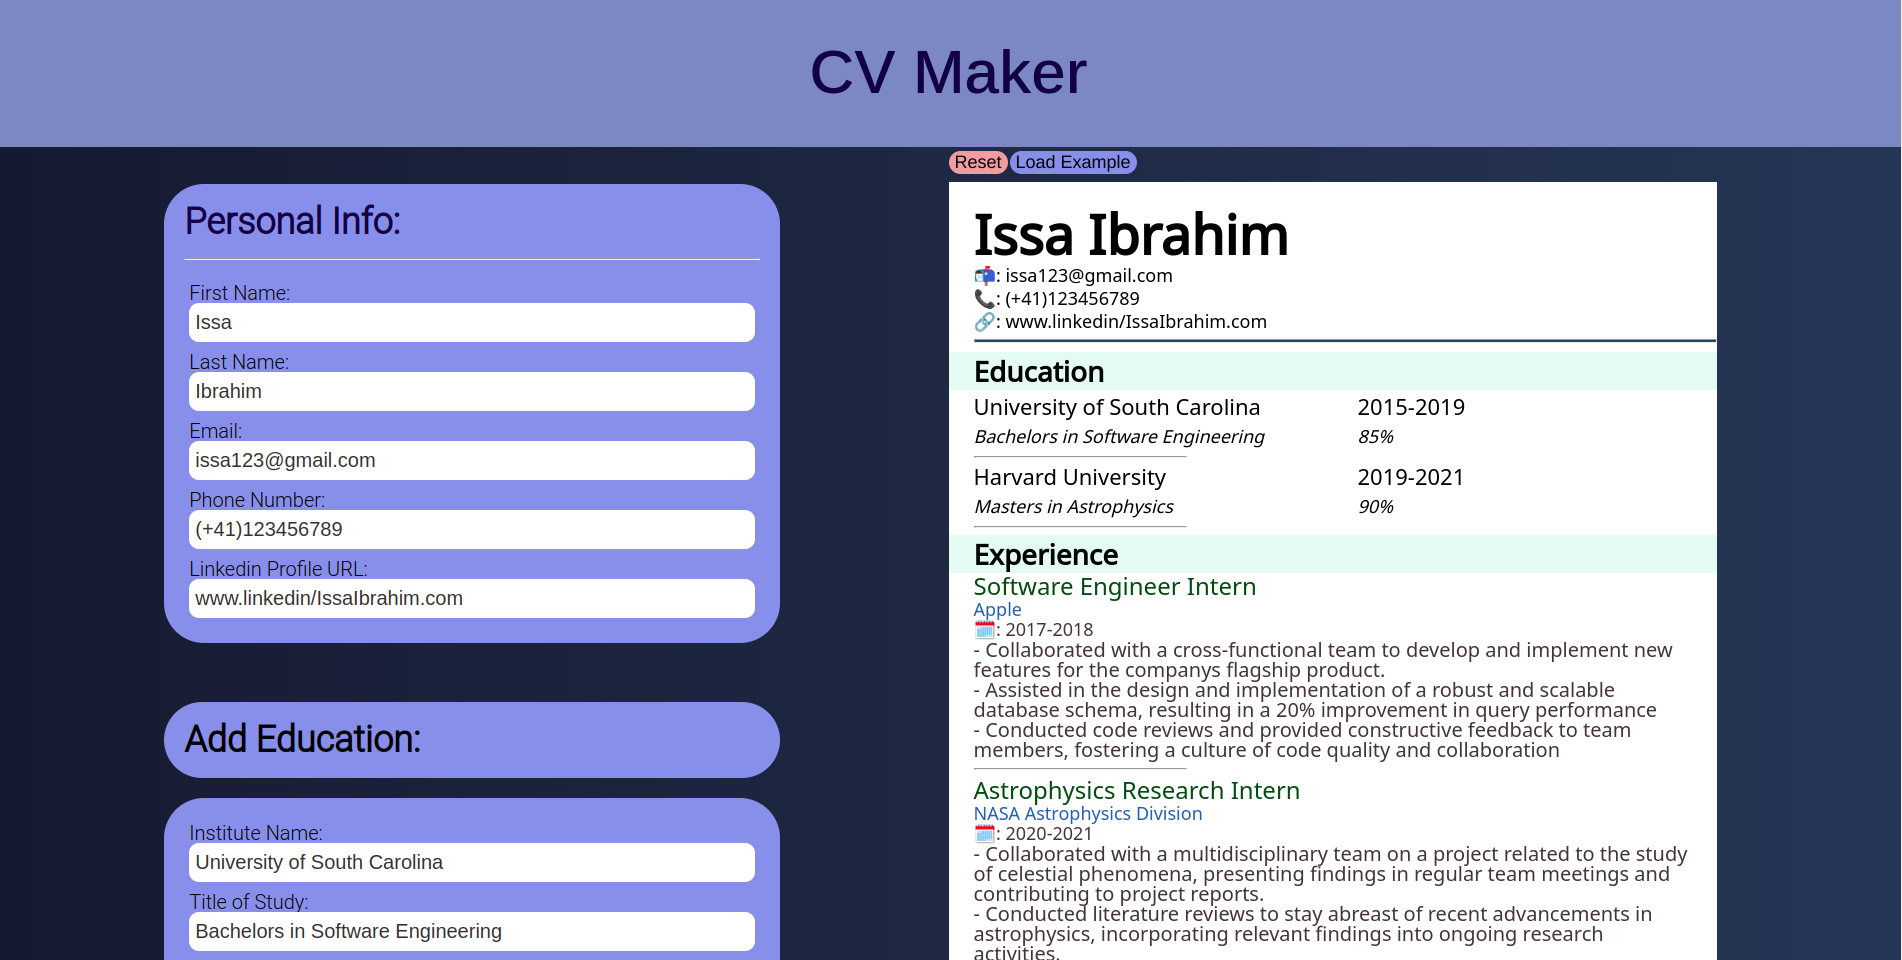 CV Maker
Reset
Load Example
Personal Info:
First Name:
Issa
Last Name:
Ibrahim
Email:
issa123@gmail.com
Phone Number:
(+41)123456789
Linkedin Profile URL:
www.linkedin/IssaIbrahim.com
Add Education:
Institute Name:
University of South Carolina
Title of Study:
Bachelors in Software Engineering
Issa Ibrahim
📬: issa123@gmail.com
📞: (+41)123456789
🔗: www.linkedin/IssaIbrahim.com
Education
University of South Carolina 2015-2019
Bachelors in Software Engineering 85%
Harvard University 2019-2021
Masters in Astrophysics 90%
Experience
Software Engineer Intern
Apple
🗓️: 2017-2018
- Collaborated with a cross-functional team to develop and implement new
features for the companys flagship product.
- Assisted in the design and implementation of a robust and scalable
database schema, resulting in a 20% improvement in query performance
- Conducted code reviews and provided constructive feedback to team
members, fostering a culture of code quality and collaboration
Astrophysics Research Intern
NASA Astrophysics Division
🗓️: 2020-2021
- Collaborated with a multidisciplinary team on a project related to the study
of celestial phenomena, presenting findings in regular team meetings and
contributing to project reports.
- Conducted literature reviews to stay abreast of recent advancements in
astrophysics, incorporating relevant findings into ongoing research
activities.